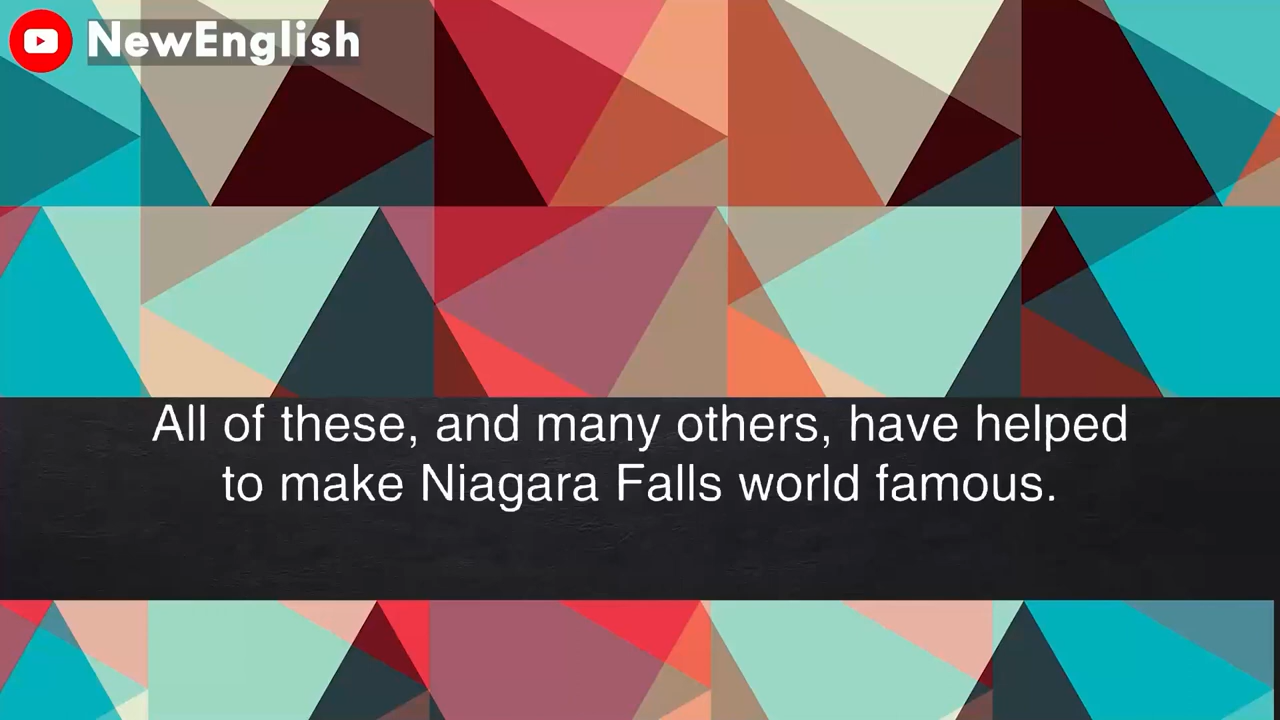 NewEnglish
All of these, and many others, have helped
to make Niagara Falls world famous.